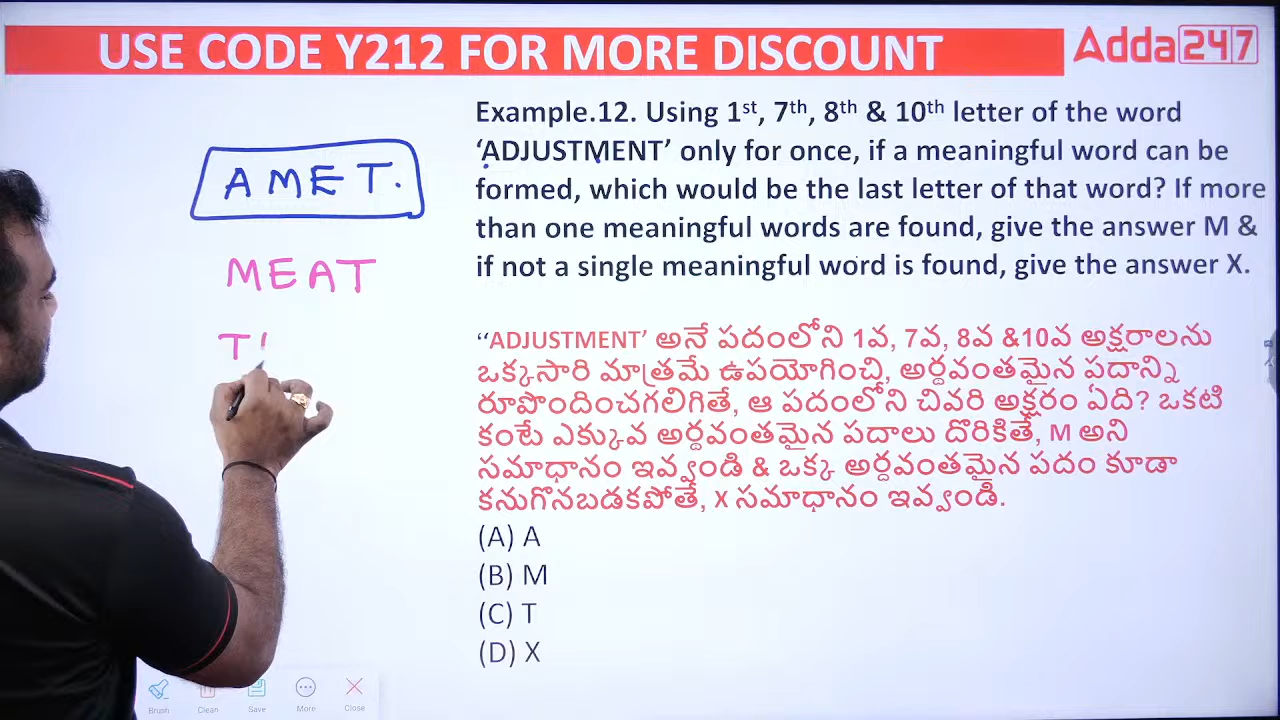 USE CODE Y212 FOR MORE DISCOUNT
Adda247
Example.12. Using 1st, 7th, 8th & 10th letter of the word
‘ADJUSTMENT’ only for once, if a meaningful word can be
formed, which would be the last letter of that word? If more
than one meaningful words are found, give the answer M &
if not a single meaningful word is found, give the answer X.
AMET.
MEAT
T
“ADJUSTMENT’ అనే పదంలోని 1వ, 7వ, 8వ &10వ అక్షరాలను
ఒక్కసారి మాత్రమే ఉపయోగించి, అర్ధవంతమైన పదాన్ని
రూపొందించగలిగితే, ఆ పదంలోని చివరి అక్షరం ఏది? ఒకటి
కంటే ఎక్కువ అర్ధవంతమైన పదాలు దొరికితే, M అని
సమాధానం ఇవ్వండి & ఒక్క అర్ధవంతమైన పదం కూడా
కనుగొనబడకపోతే, X సమాధానం ఇవ్వండి.
(A) A
(B) M
(C) T
(D) X
Brush
Clean
Save
More
Close